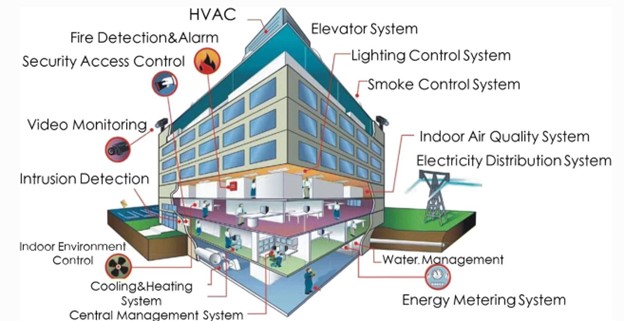 HVAC
Fire Detection&Alarm
Security Access Control
Video Monitoring
Intrusion Detection
Indoor Environment
Control
Cooling&Heating
System
Central Management System
Elevator System
Lighting Control System
Smoke Control System
Indoor Air Quality System
Electricity Distribution System
Water Management
Energy Metering System